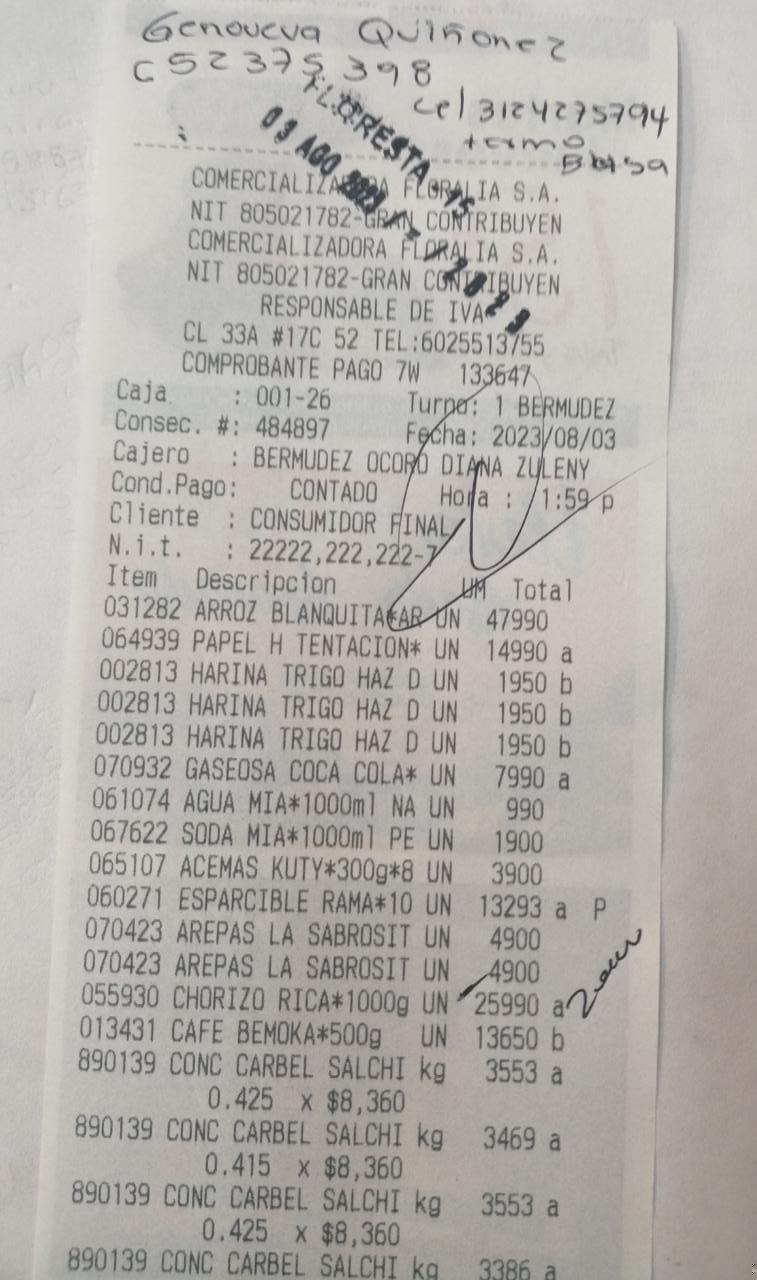 Genoveva Quiñonez
C 52375398
cel 3124275794
termo
Bolsa
FLORESTA 15
03 AGO 2023
COMERCIALIZADORA FLORALIA S.A.
NIT 805021782-GRAN CONTRIBUYEN
COMERCIALIZADORA FLORALIA S.A.
NIT 805021782-GRAN CONTRIBUYEN
RESPONSABLE DE IVA
CL 33A #17C 52 TEL:6025513755
COMPROBANTE PAGO 7W 133647
Caja : 001-26 Turno: 1 BERMUDEZ
Consec. #: 484897 Fecha: 2023/08/03
Cajero : BERMUDEZ OCORO DIANA ZULENY
Cond.Pago: CONTADO Hora : 1:59 p
Cliente : CONSUMIDOR FINAL
N.i.t. : 22222,222,222-7
Item Descripcion UM Total
031282 ARROZ BLANQUITA*AR UN 47990
064939 PAPEL H TENTACION* UN 14990 a
002813 HARINA TRIGO HAZ D UN 1950 b
002813 HARINA TRIGO HAZ D UN 1950 b
002813 HARINA TRIGO HAZ D UN 1950 b
070932 GASEOSA COCA COLA* UN 7990 a
061074 AGUA MIA*1000ml NA UN 990
067622 SODA MIA*1000ml PE UN 1900
065107 ACEMAS KUTY*300g*8 UN 3900
060271 ESPARCIBLE RAMA*10 UN 13293 a P
070423 AREPAS LA SABROSIT UN 4900
070423 AREPAS LA SABROSIT UN 4900
055930 CHORIZO RICA*1000g UN 25990 a
013431 CAFE BEMOKA*500g UN 13650 b
890139 CONC CARBEL SALCHI kg 3553 a
0.425 x $8,360
890139 CONC CARBEL SALCHI kg 3469 a
0.415 x $8,360
890139 CONC CARBEL SALCHI kg 3553 a
0.425 x $8,360
890139 CONC CARBEL SALCHI kg 3386 a